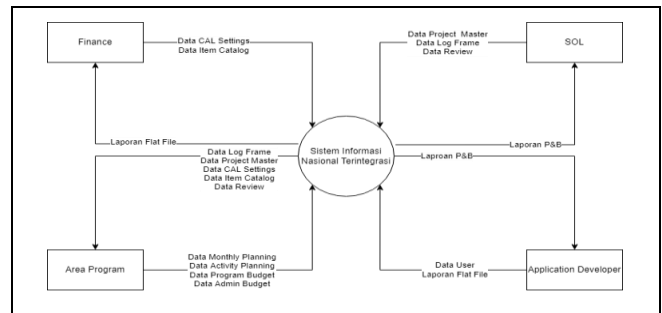 Finance
Data CAL Settings
Data Item Catalog
Data Project Master
Data Log Frame
Data Review
SOL
Laporan Flat File
Sistem Informasi
Nasional Terintegrasi
Laporan P&B
Data Log Frame
Data Project Master
Data CAL Settings
Data Item Catalog
Data Review
Laproan P&B
Area Program
Data Monthly Planning
Data Activity Planning
Data Program Budget
Data Admin Budget
Data User
Laporan Flat File
Application Developer